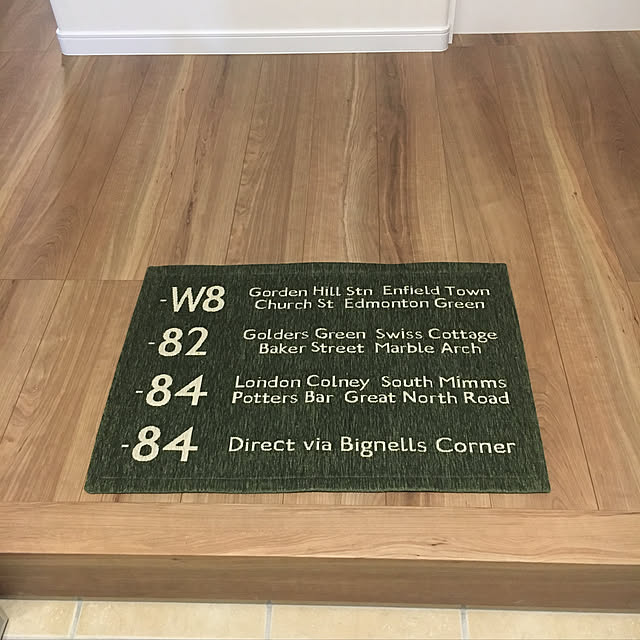 -W8 Gorden Hill Stn Enfield Town
Church St Edmonton Green
-82 Golders Green Swiss Cottage
Baker Street Marble Arch
-84 London Colney South Mimms
Potters Bar Great North Road
-84 Direct via Bignells Corner